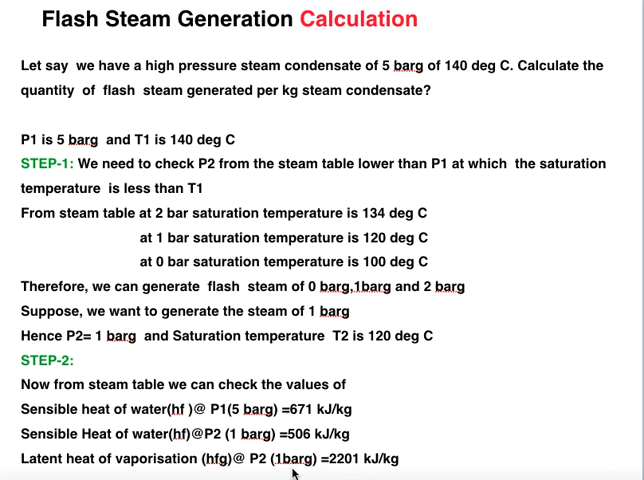 Flash Steam Generation Calculation
Let say we have a high pressure steam condensate of 5 barg of 140 deg C. Calculate the
quantity of flash steam generated per kg steam condensate?
P1 is 5 barg and T1 is 140 deg C
STEP-1: We need to check P2 from the steam table lower than P1 at which the saturation
temperature is less than T1
From steam table at 2 bar saturation temperature is 134 deg C
at 1 bar saturation temperature is 120 deg C
at 0 bar saturation temperature is 100 deg C
Therefore, we can generate flash steam of 0 barg,1barg and 2 barg
Suppose, we want to generate the steam of 1 barg
Hence P2= 1 barg and Saturation temperature T2 is 120 deg C
STEP-2:
Now from steam table we can check the values of
Sensible heat of water(hf )@ P1(5 barg) =671 kJ/kg
Sensible Heat of water(hf)@P2 (1 barg) =506 kJ/kg
Latent heat of vaporisation (hfg)@ P2 (1barg) =2201 kJ/kg